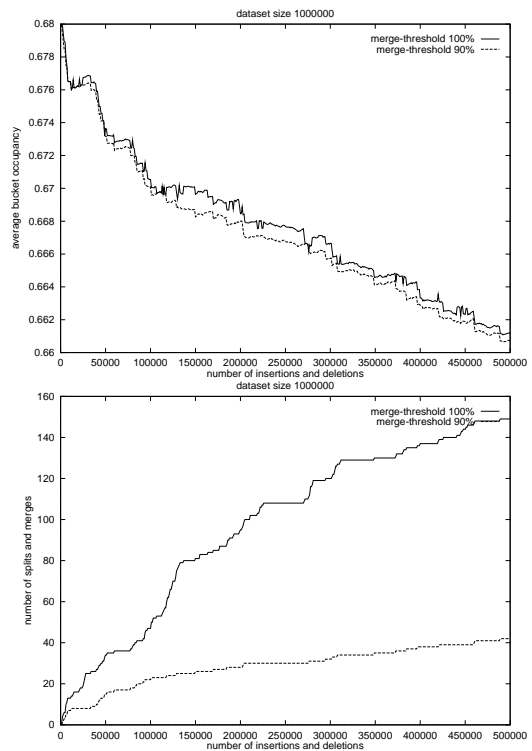 dataset size 1000000
0.68
0.678
0.676
0.674
0.672
0.67
0.668
0.666
0.664
0.662
0.66
average bucket occupancy
merge-threshold 100%
merge-threshold 90%
0 50000 100000 150000 200000 250000 300000 350000 400000 450000 500000
number of insertions and deletions
dataset size 1000000
160
140
120
100
80
60
40
20
0
number of splits and merges
merge-threshold 100%
merge-threshold 90%
0 50000 100000 150000 200000 250000 300000 350000 400000 450000 500000
number of insertions and deletions